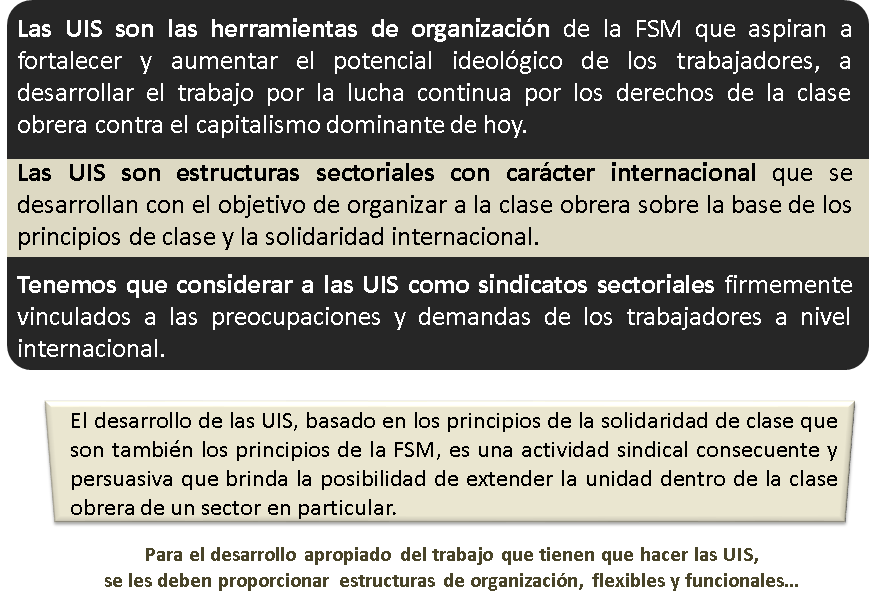 Las UIS son las herramientas de organización de la FSM que aspiran a
fortalecer y aumentar el potencial ideológico de los trabajadores, a
desarrollar el trabajo por la lucha continua por los derechos de la clase
obrera contra el capitalismo dominante de hoy.
Las UIS son estructuras sectoriales con carácter internacional que se
desarrollan con el objetivo de organizar a la clase obrera sobre la base de los
principios de clase y la solidaridad internacional.
Tenemos que considerar a las UIS como sindicatos sectoriales firmemente
vinculados a las preocupaciones y demandas de los trabajadores a nivel
internacional.
El desarrollo de las UIS, basado en los principios de la solidaridad de clase que
son también los principios de la FSM, es una actividad sindical consecuente y
persuasiva que brinda la posibilidad de extender la unidad dentro de la clase
obrera de un sector en particular.
Para el desarrollo apropiado del trabajo que tienen que hacer las UIS,
se les deben proporcionar estructuras de organización, flexibles y funcionales...